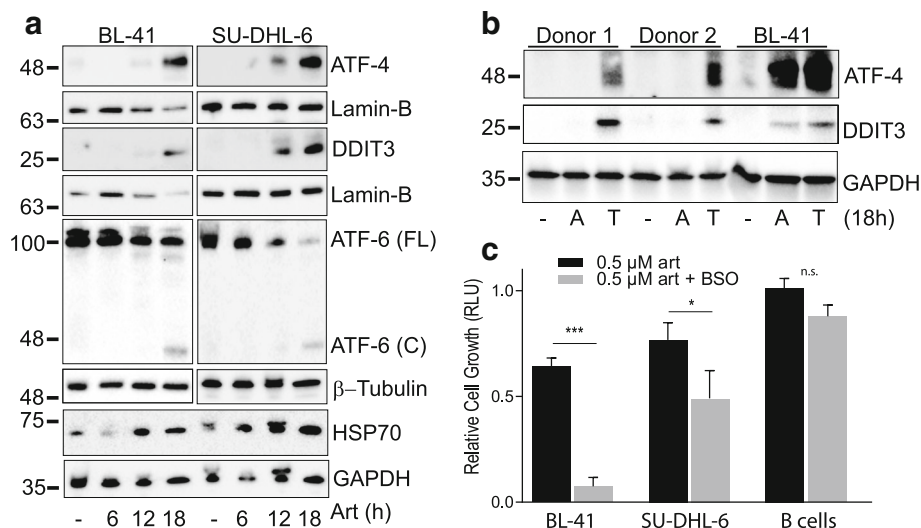 a
BL-41 SU-DHL-6
48 ATF-4
63 Lamin-B
25 DDIT3
63 Lamin-B
100 ATF-6 (FL)
48 ATF-6 (C)
48 β–Tubulin
75 HSP70
35 GAPDH
- 6 12 18 - 6 12 18 Art (h)
b
Donor 1 Donor 2 BL-41
48 ATF-4
25 DDIT3
35 GAPDH
- A T - A T - A T (18h)
c
0.5 µM art
0.5 µM art + BSO
Relative Cell Growth (RLU)
1.0
0.5
0.0
*** * n.s.
BL-41 SU-DHL-6 B cells